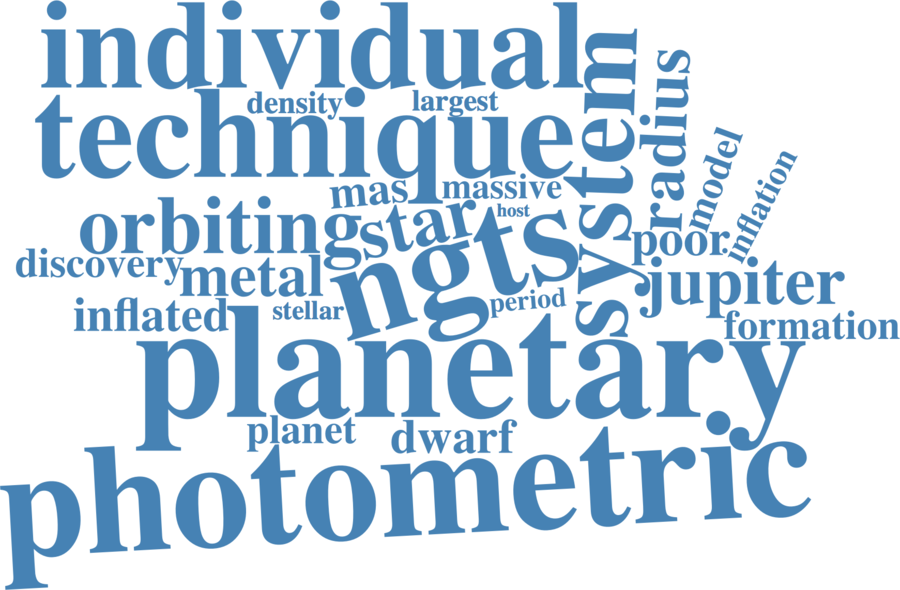 individual
density
largest
technique
system
radius
model
inflation
mas
massive
host
orbiting
star
ngts
poor
discovery
metal
jupiter
inflated
stellar
period
formation
planetary
planet
dwarf
photometric